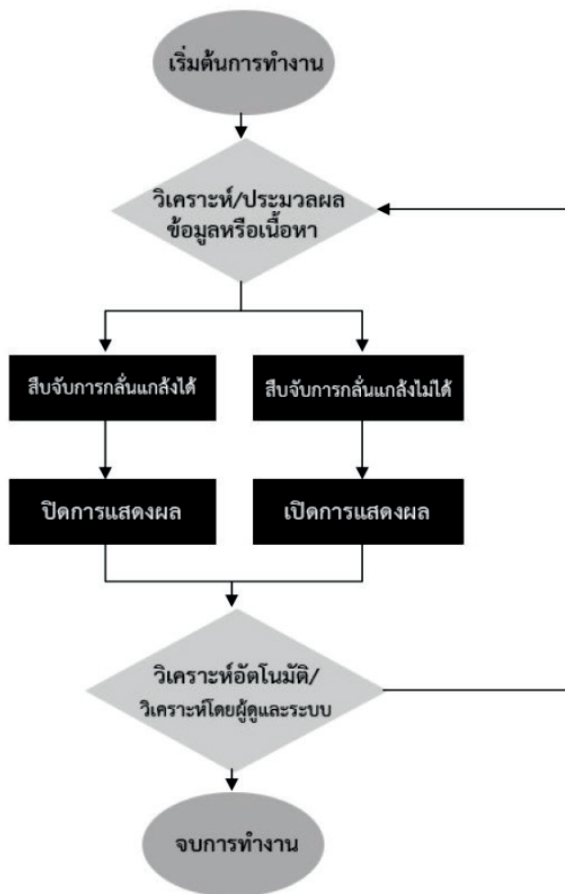 เริ่มต้นการทำงาน
วิเคราะห์/ประมวลผล
ข้อมูลหรือเนื้อหา
สืบจับการกลั่นแกล้งได้
สืบจับการกลั่นแกล้งไม่ได้
ปิดการแสดงผล
เปิดการแสดงผล
วิเคราะห์อัตโนมัติ/
วิเคราะห์โดยผู้ดูและระบบ
จบการทำงาน